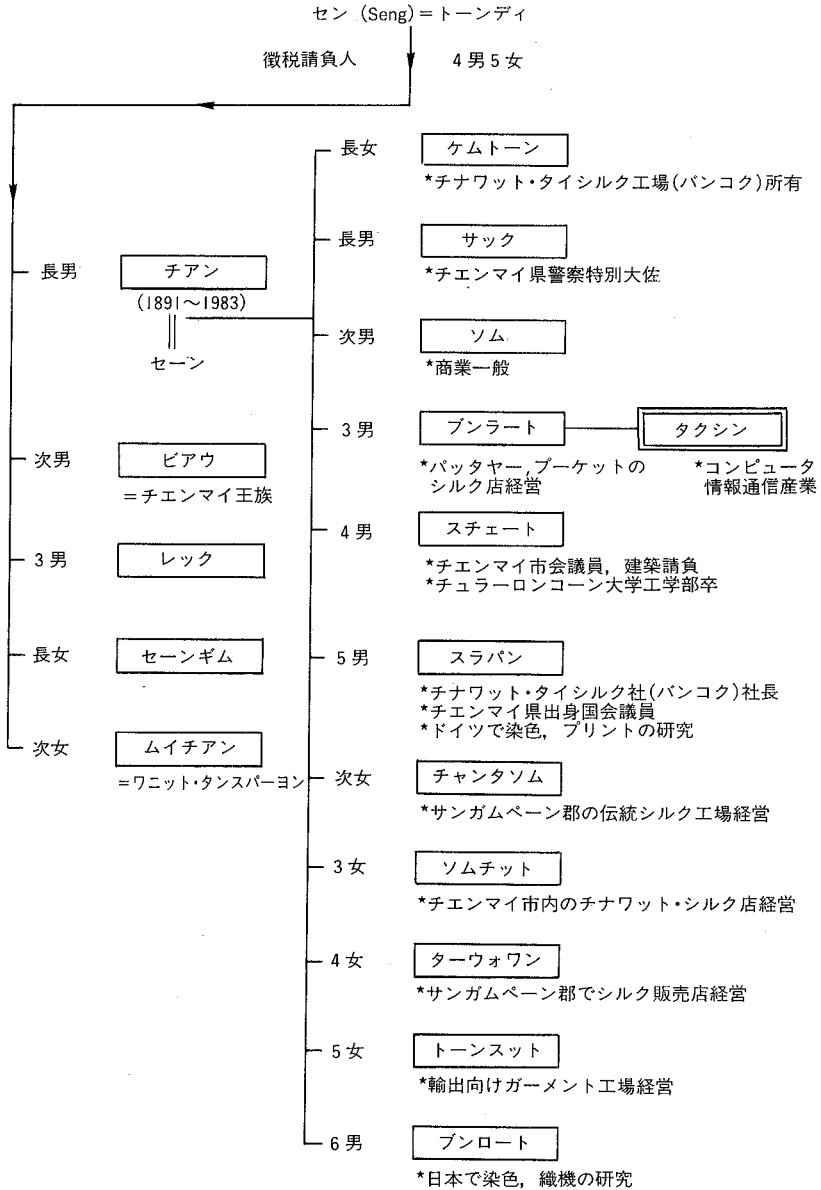 セン (Seng)=トーンディ
徴税請負人
4男5女
長男
チアン
(1891~1983)
セーン
次男
ビアウ
=チエンマイ王族
3男
レック
長女
セーンギム
次女
ムイチアン
=ワニット・タンスパーヨン
長女
ケムトーン
*チナワット・タイシルク工場(バンコク)所有
長男
サック
*チエンマイ県警察特別大佐
次男
ソム
*商業一般
3男
ブンラート
*パッタヤー,プーケットの
シルク店経営
タクシン
*コンピュータ
情報通信産業
4男
スチェート
*チエンマイ市会議員, 建築請負
*チュラーロンコーン大学工学部卒
5男
スラパン
*チナワット・タイシルク社(バンコク)社長
*チエンマイ県出身国会議員
*ドイツで染色, プリントの研究
次女
チャンタソム
*サンガムペーン郡の伝統シルク工場経営
3女
ソムチット
*チエンマイ市内のチナワット・シルク店経営
4女
ターウォワン
*サンガムペーン郡でシルク販売店経営
5女
トーンスット
*輸出向けガーメント工場経営
6男
ブンロート
*日本で染色, 織機の研究